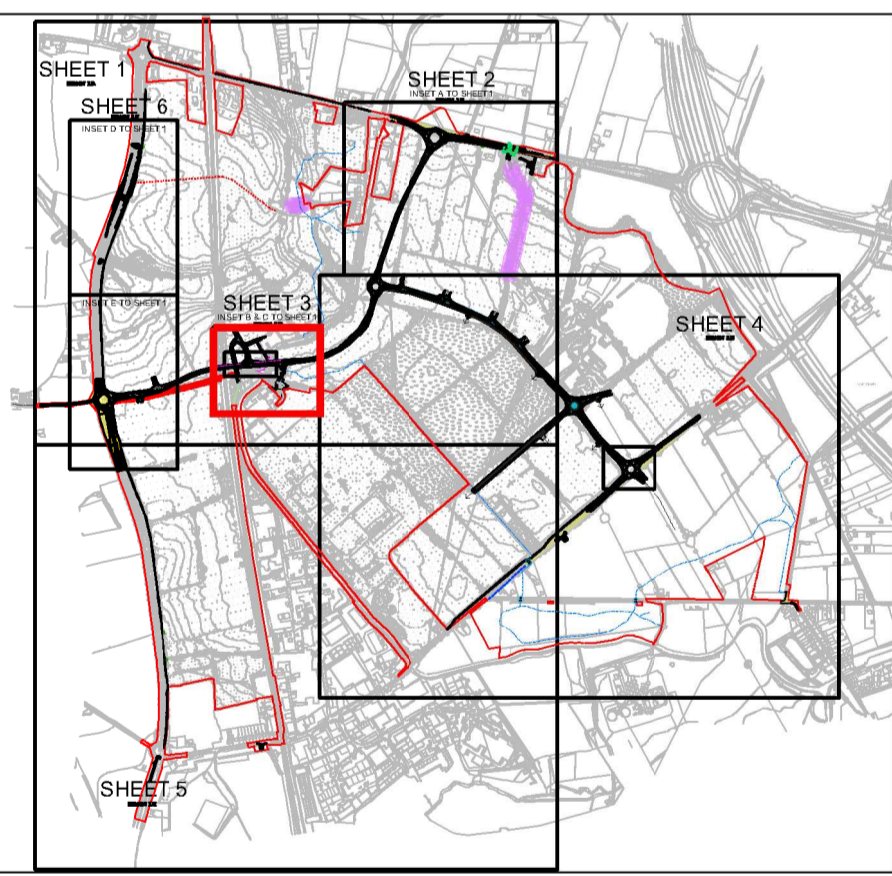 SHEET 1
SHEET 2
INSET A TO SHEET 1
SHEET 6
INSET D TO SHEET 1
INSET E TO SHEET 1
SHEET 3
INSET B & C TO SHEET 1
SHEET 4
SHEET 5